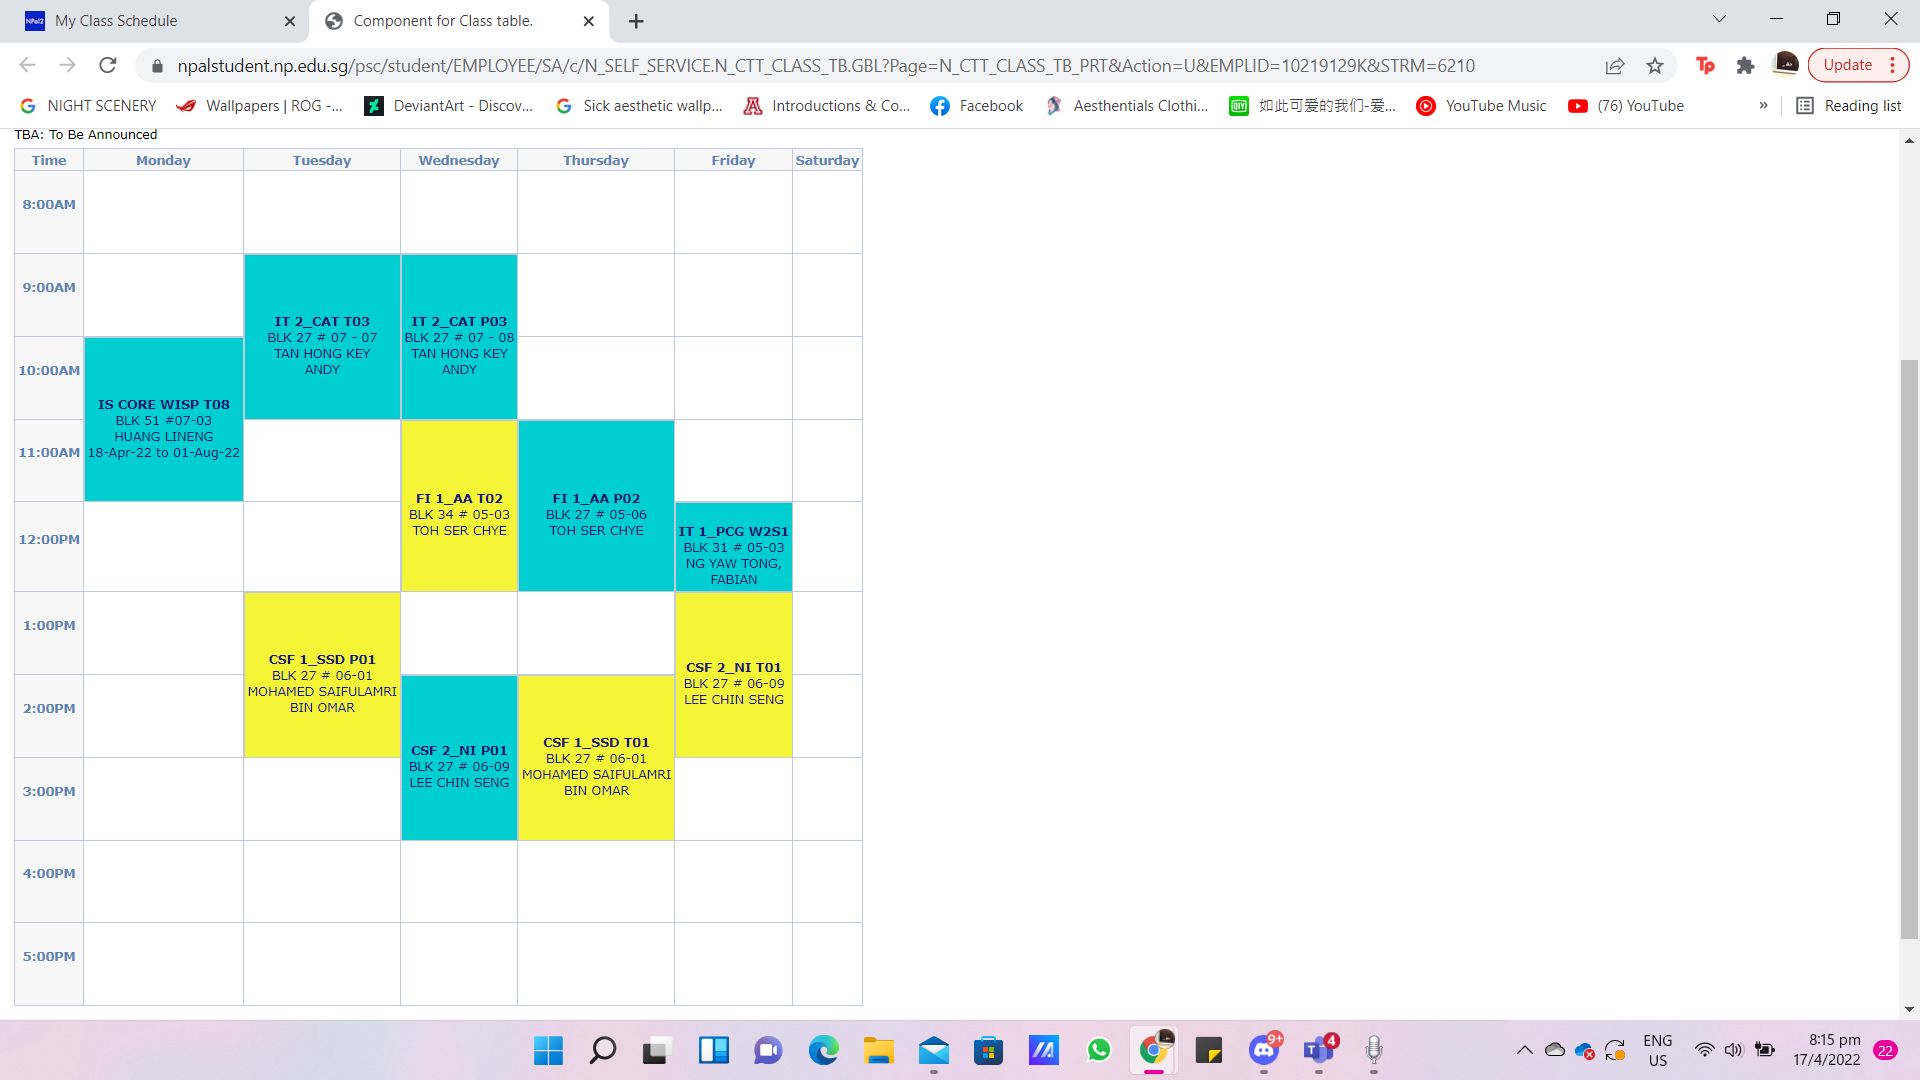 My Class Schedule
Component for Class table.
npalstudent.np.edu.sg/psc/student/EMPLOYEE/SA/c/N_SELF_SERVICE.N_CTT_CLASS_TB.GBL?Page=N_CTT_CLASS_TB_PRT&Action=U&EMPLID=10219129K&STRM=6210
Update
NIGHT SCENERY
Wallpapers | ROG -...
DeviantArt - Discov...
Sick aesthetic wallp...
Introductions & Co...
Facebook
Aesthentials Clothi...
如此可爱的我们-爱...
YouTube Music
(76) YouTube
»
Reading list
TBA: To Be Announced
Time Monday Tuesday Wednesday Thursday Friday Saturday
8:00AM
9:00AM
IT 2_CAT T03
BLK 27 # 07 - 07
TAN HONG KEY
ANDY
IT 2_CAT P03
BLK 27 # 07 - 08
TAN HONG KEY
ANDY
10:00AM
IS CORE WISP T08
BLK 51 #07-03
HUANG LINENG
18-Apr-22 to 01-Aug-22
11:00AM
FI 1_AA T02
BLK 34 # 05-03
TOH SER CHYE
FI 1_AA P02
BLK 27 # 05-06
TOH SER CHYE
12:00PM
IT 1_PCG W2S1
BLK 31 # 05-03
NG YAW TONG,
FABIAN
1:00PM
CSF 1_SSD P01
BLK 27 # 06-01
MOHAMED SAIFULAMRI
BIN OMAR
CSF 2_NI T01
BLK 27 # 06-09
LEE CHIN SENG
2:00PM
CSF 2_NI P01
BLK 27 # 06-09
LEE CHIN SENG
CSF 1_SSD T01
BLK 27 # 06-01
MOHAMED SAIFULAMRI
BIN OMAR
3:00PM
4:00PM
5:00PM
9+
4
ENG
US
8:15 pm
17/4/2022
22